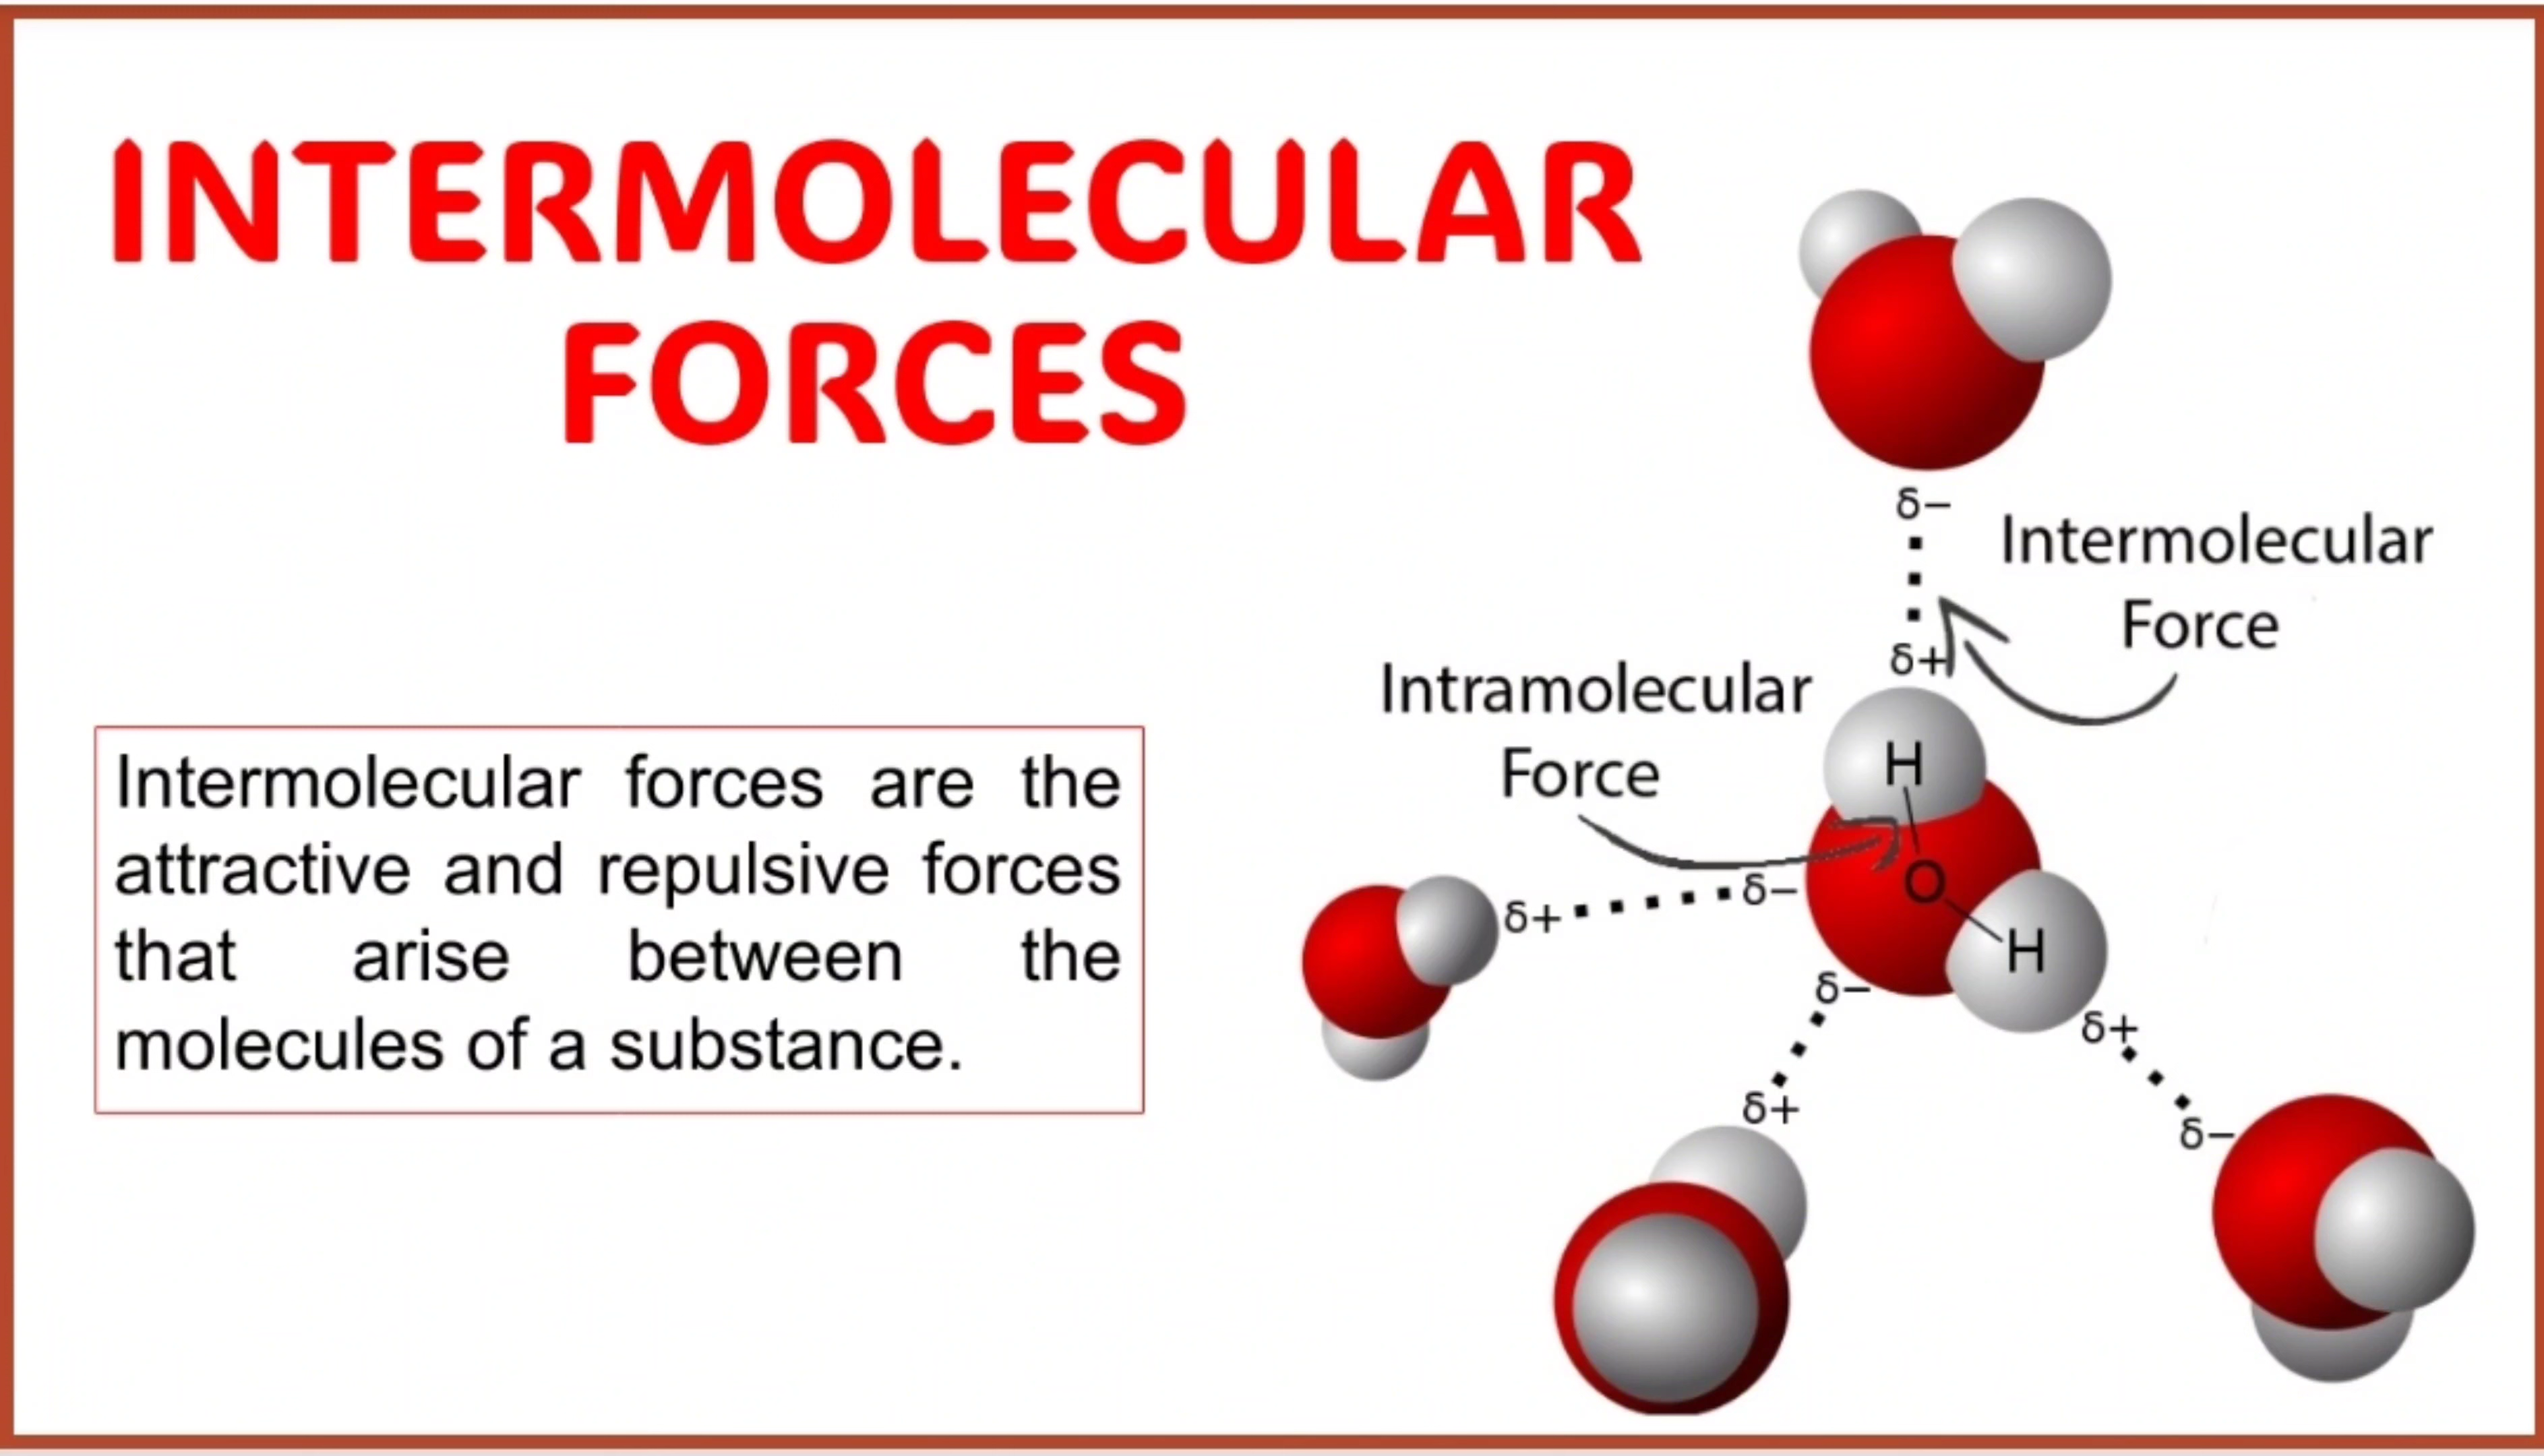 INTERMOLECULAR
FORCES
Intermolecular forces are the
attractive and repulsive forces
that arise between the
molecules of a substance.
δ−
Intermolecular
Force
δ+
Intramolecular
Force
H
O
H
δ+
δ−
δ−
δ+
δ+
δ−